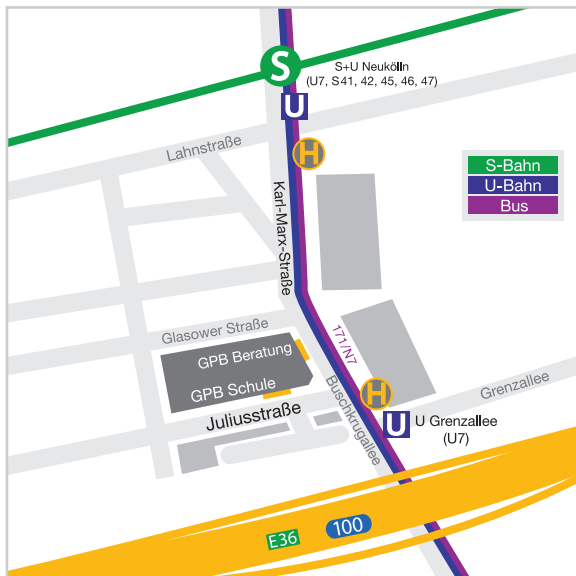 S
S+U Neukölln
(U7, S41, 42, 45, 46, 47)
U
Lahnstraße
H
S-Bahn
U-Bahn
Bus
Karl-Marx-Straße
Glasower Straße
171/N7
GPB Beratung
GPB Schule
Juliusstraße
Buschkrugallee
H
Grenzallee
U
U Grenzallee
(U7)
E36
100